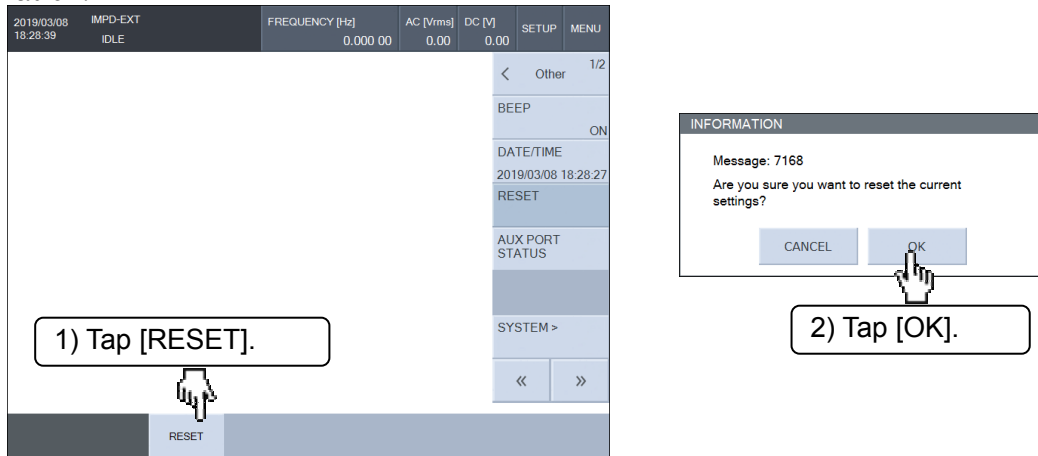 2019/03/08 IMPD-EXT FREQUENCY [Hz] AC [Vrms] DC [V] SETUP MENU
18:28:39 IDLE 0.000 00 0.00 0.00
< Other 1/2
BEEP
ON
DATE/TIME
2019/03/08 18:28:27
RESET
AUX PORT
STATUS
SYSTEM >
« »
1) Tap [RESET].
RESET
INFORMATION
Message: 7168
Are you sure you want to reset the current
settings?
CANCEL OK
2) Tap [OK].